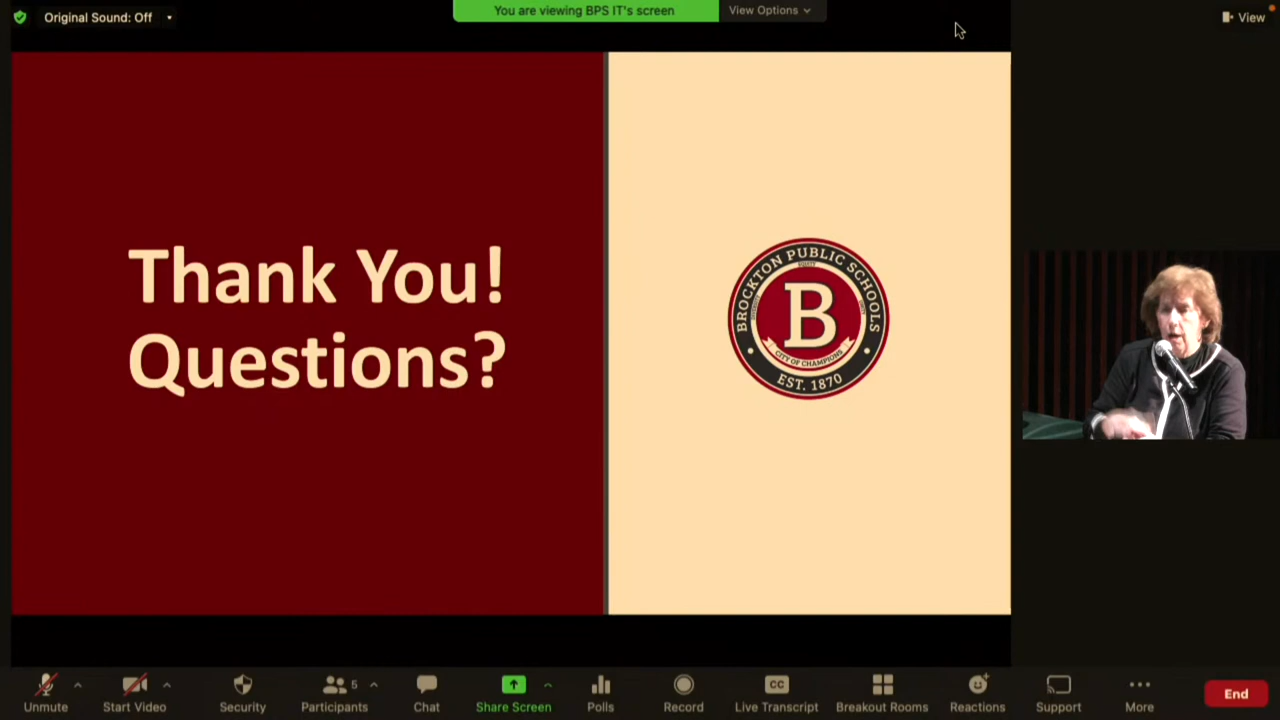 Original Sound: Off
You are viewing BPS IT's screen
View Options
View
Thank You!
Questions?
BROCKTON PUBLIC SCHOOLS
B
CITY OF CHAMPIONS
EST. 1870
Unmute
Start Video
Security
5
Participants
Chat
Share Screen
Polls
Record
CC
Live Transcript
Breakout Rooms
Reactions
Support
More
End